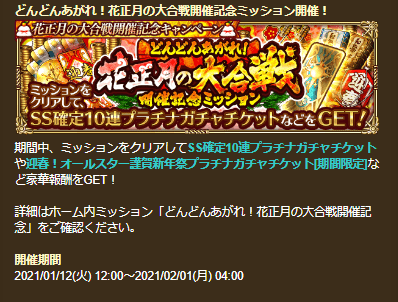 どんどんあがれ！花正月の大合戦開催記念ミッション開催！
花正月の大合戦開催記念キャンペーン
どんどんあがれ！
花正月の大合戦
開催記念ミッション
ミッションを
クリアして、
SS確定10連プラチナガチャチケットなどをGET！
迎春
期間中、ミッションをクリアしてSS確定10連プラチナガチャチケット
や迎春！オールスター謹賀新年祭プラチナガチャチケット[期間限定]な
ど豪華報酬をGET！
詳細はホーム内ミッション「どんどんあがれ！花正月の大合戦開催記
念」をご確認ください。
開催期間
2021/01/12(火) 12:00～2021/02/01(月) 04:00